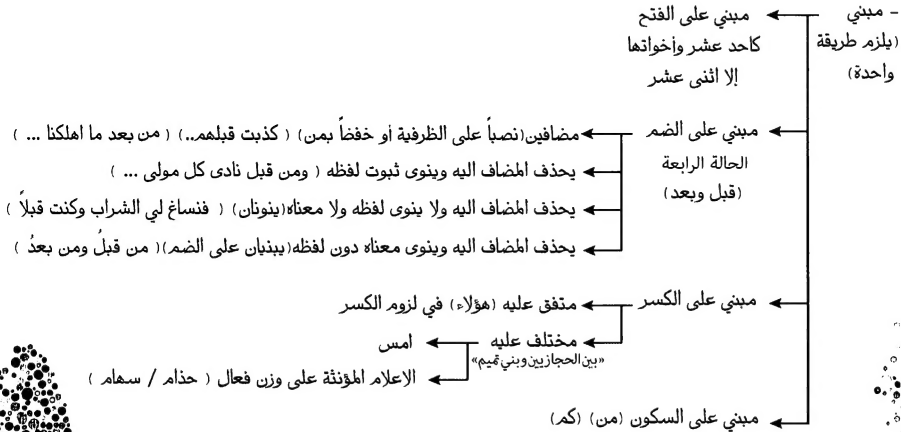 - مبني
(يلزم طريقة
واحدة)
مبني على الفتح
كاحد عشر وأخواتها
إلا اثنى عشر
مبني على الضم
الحالة الرابعة
(قبل وبعد)
مضافين(نصباً على الظرفية أو خفضاً بمن) ( كذبت قبلهم..) ( من بعد ما اهلكنا ... )
يحذف المضاف اليه وينوى ثبوت لفظه ( ومن قبل نادى كل مولى ... )
يحذف المضاف اليه ولا ينوى لفظه ولا معناه(ينونان) ( فنساغ لي الشراب وكنت قبلاً )
يحذف المضاف اليه وينوى معناه دون لفظه(يبنيان على الضم)( من قبلُ ومن بعدُ )
مبني على الكسر
متفق عليه (هؤلاء) في لزوم الكسر
مختلف عليه
«بين الحجازيين وبني تميم»
امس
الاعلام المؤنثة على وزن فعال ( حذام / سهام )
مبني على السكون (من) (كم)